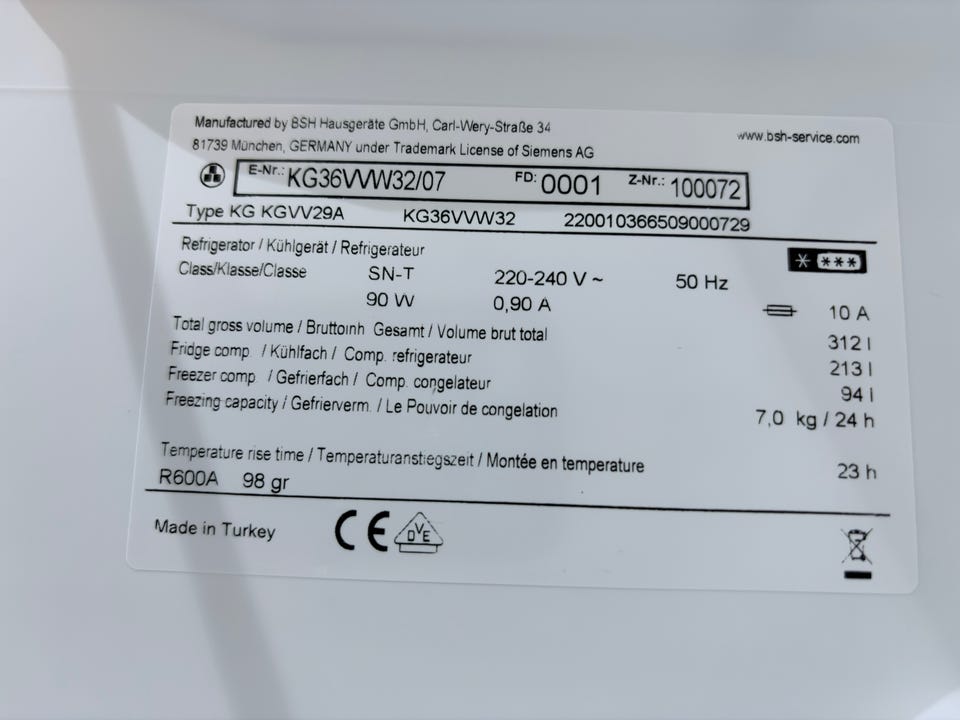 Manufactured by BSH Hausgeräte GmbH, Carl-Wery-Straße 34
www.bsh-service.com
81739 München, GERMANY under Trademark License of Siemens AG
E-Nr.: KG36VVW32/07 FD: 0001 Z-Nr.: 100072
Type KG KGVV29A KG36VVW32 220010366509000729
Refrigerator / Kühlgerät / Refrigerateur
Class/Klasse/Classe SN-T 220-240 V ~ 50 Hz
90 W 0,90 A 10 A
Total gross volume / Bruttoinh Gesamt / Volume brut total 312 l
Fridge comp. / Kühlfach / Comp. refrigerateur 213 l
Freezer comp. / Gefrierfach / Comp. congelateur 94 l
Freezing capacity / Gefrierverm. / Le Pouvoir de congelation 7,0 kg / 24 h
Temperature rise time / Temperaturanstiegszeit / Montée en temperature 23 h
R600A 98 gr
Made in Turkey CE DVE